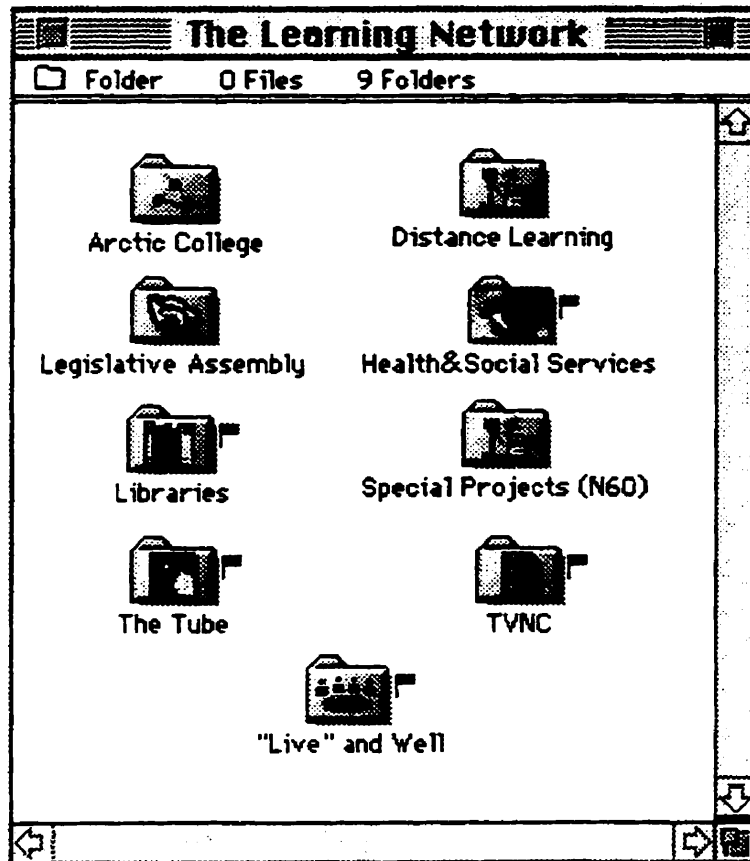 The Learning Network
Folder 0 Files 9 Folders
Arctic College Distance Learning
Legislative Assembly Health&Social Services
Libraries Special Projects (N60)
The Tube TVNC
"Live" and Well